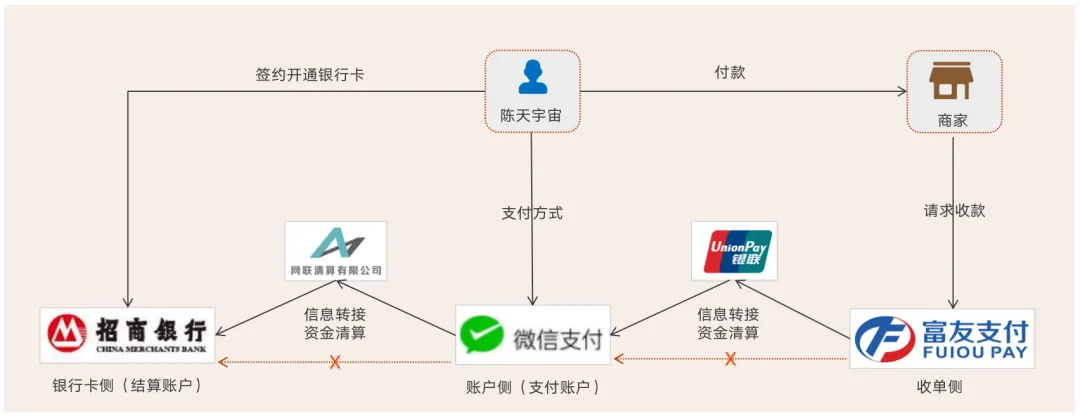 签约开通银行卡
付款
陈天宇宙
商家
支付方式
请求收款
网联清算有限公司
UnionPay
银联
信息转接
资金清算
信息转接
资金清算
招商银行
CHINA MERCHANTS BANK
微信支付
富友支付
FUIOU PAY
X
X
银行卡侧（结算账户）
账户侧（支付账户）
收单侧